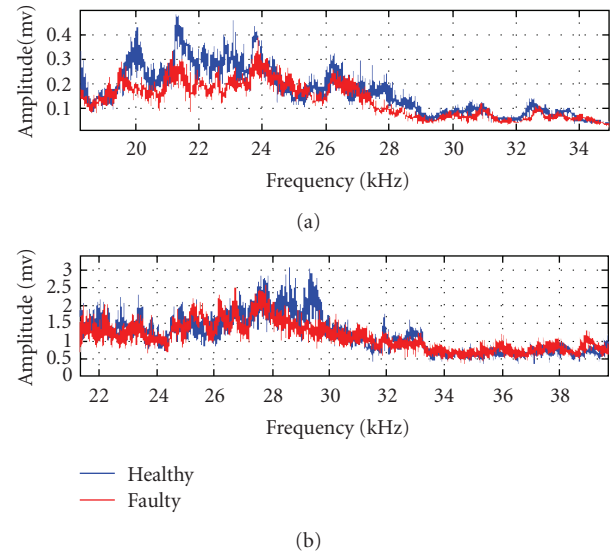 Amplitude(mv)
0.4
0.3
0.2
0.1
20 22 24 26 28 30 32 34
Frequency (kHz)
(a)
Amplitude (mv)
3
2.5
2
1.5
1
0.5
0
22 24 26 28 30 32 34 36 38
Frequency (kHz)
Healthy
Faulty
(b)